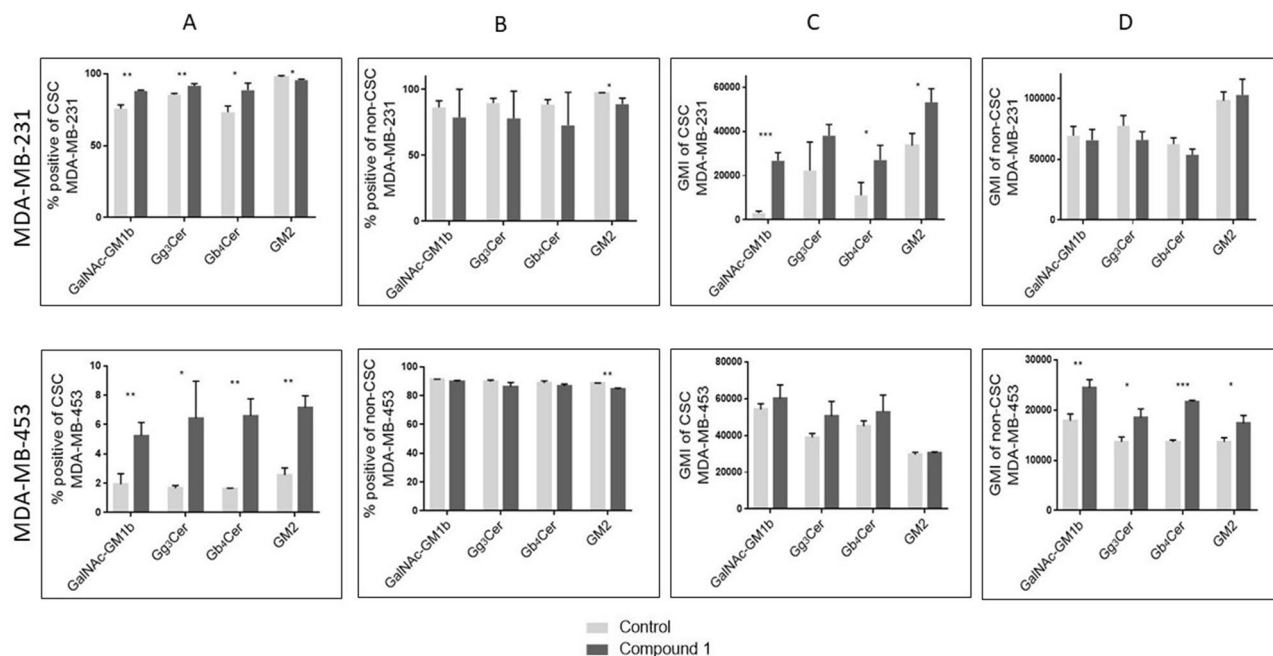 A
B
C
D
MDA-MB-231
% positive of CSC
MDA-MB-231
100
50
0
** ** * *
GalNAc-GM1b
Gg3Cer
Gb4Cer
GM2
% positive of non-CSC
MDA-MB-231
100
50
0
*
GalNAc-GM1b
Gg3Cer
Gb4Cer
GM2
GMI of CSC
MDA-MB-231
60000
40000
20000
0
*** * *
GalNAc-GM1b
Gg3Cer
Gb4Cer
GM2
GMI of non-CSC
MDA-MB-231
100000
50000
0
GalNAc-GM1b
Gg3Cer
Gb4Cer
GM2
MDA-MB-453
% positive of CSC
MDA-MB-453
10
8
6
4
2
0
** * ** **
GalNAc-GM1b
Gg3Cer
Gb4Cer
GM2
% positive of non-CSC
MDA-MB-453
100
80
60
40
20
0
**
GalNAc-GM1b
Gg3Cer
Gb4Cer
GM2
GMI of CSC
MDA-MB-453
80000
60000
40000
20000
0
GalNAc-GM1b
Gg3Cer
Gb4Cer
GM2
GMI of non-CSC
MDA-MB-453
30000
20000
10000
0
** * *** *
GalNAc-GM1b
Gg3Cer
Gb4Cer
GM2
Control
Compound 1